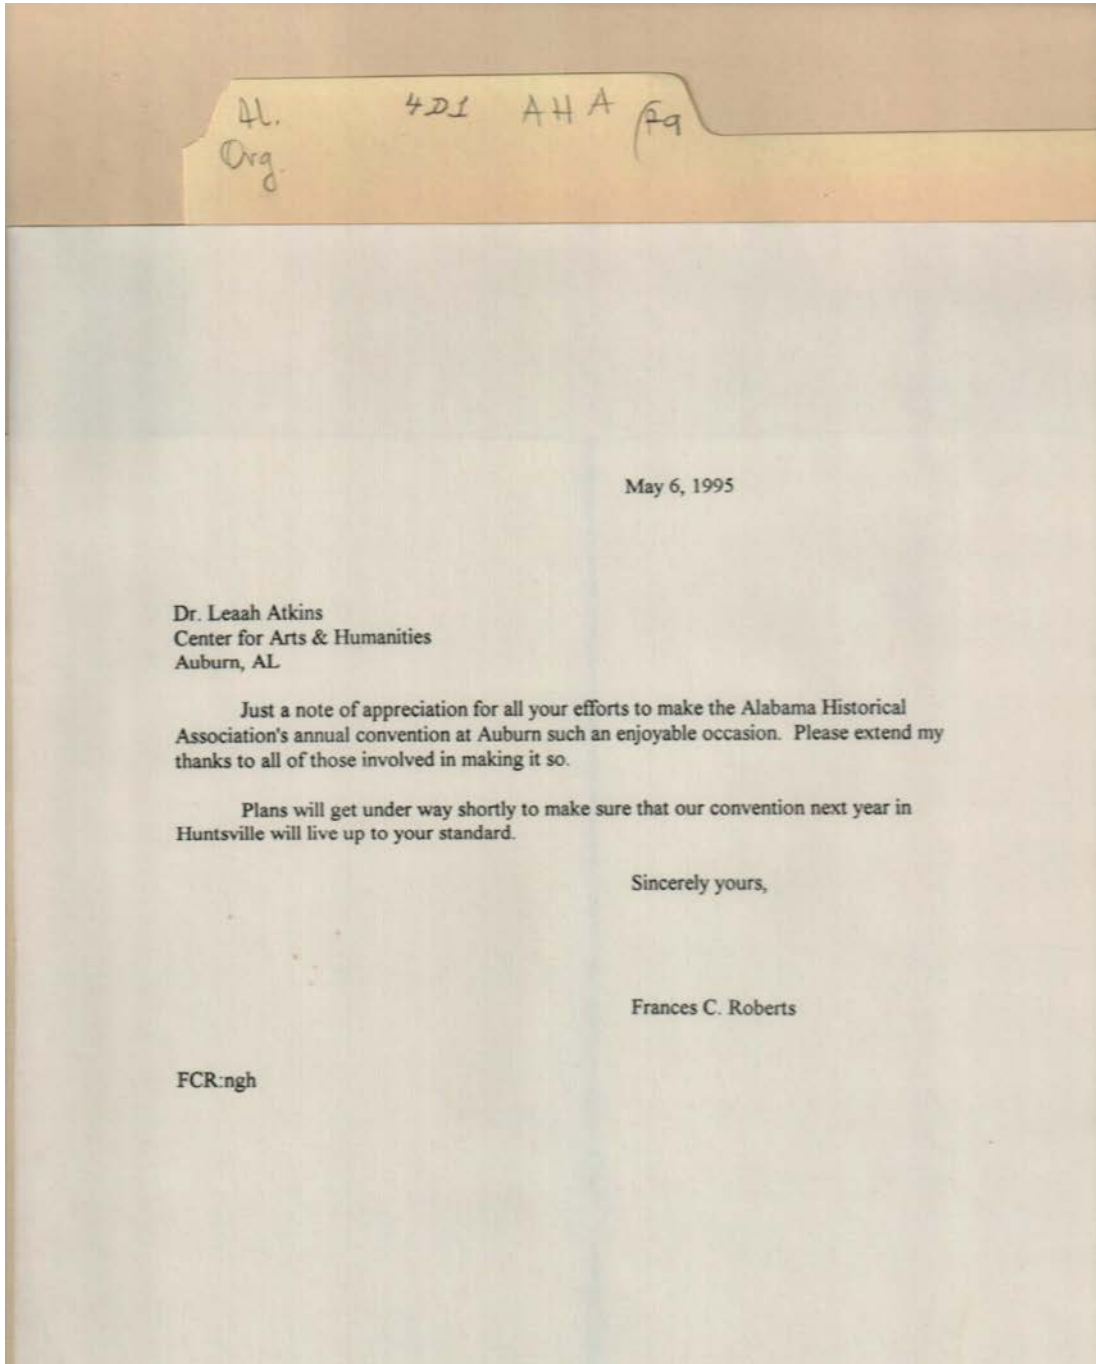 Al. 4D1 AHA
Org.
May 6, 1995
Dr. Leaah Atkins
Center for Arts & Humanities
Auburn, AL
Just a note of appreciation for all your efforts to make the Alabama Historical
Association's annual convention at Auburn such an enjoyable occasion. Please extend my
thanks to all of those involved in making it so.
Plans will get under way shortly to make sure that our convention next year in
Huntsville will live up to your standard.
Sincerely yours,
Frances C. Roberts
FCR:ngh